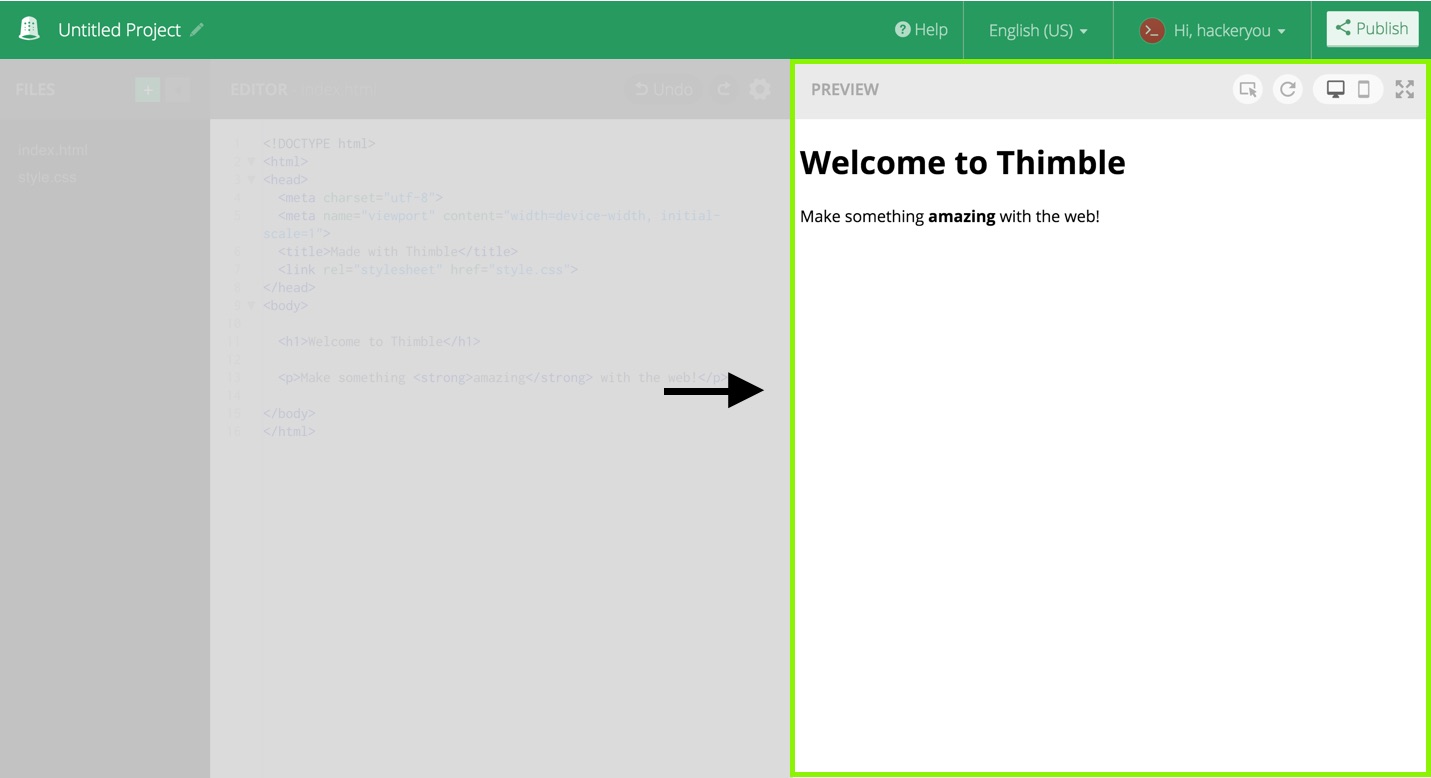 Untitled Project
Help
English (US)
Hi, hackeryou
Publish
FILES
EDITOR index.html
Undo
PREVIEW
index.html
style.css
1 <!DOCTYPE html>
2 <html>
3 <head>
4 <meta charset="utf-8">
5 <meta name="viewport" content="width=device-width, initial-
scale=1">
6 <title>Made with Thimble</title>
7 <link rel="stylesheet" href="style.css">
8 </head>
9 <body>
10
11 <h1>Welcome to Thimble</h1>
12
13 <p>Make something <strong>amazing</strong> with the web!</p>
14
15 </body>
16 </html>
Welcome to Thimble
Make something amazing with the web!